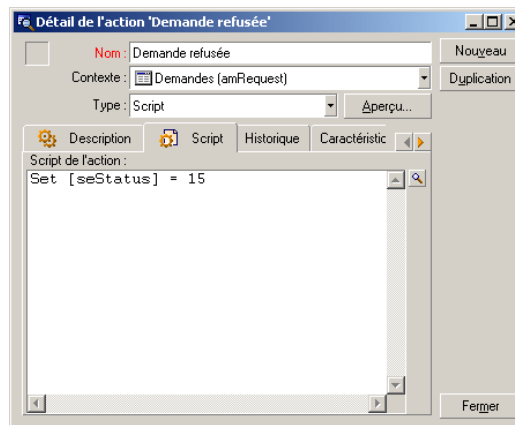 Détail de l'action 'Demande refusée'
Nom : Demande refusée
Nouveau
Contexte : Demandes (amRequest)
Duplication
Type : Script
Aperçu...
Description Script Historique Caractéristic
Script de l'action :
Set [seStatus] = 15
Fermer